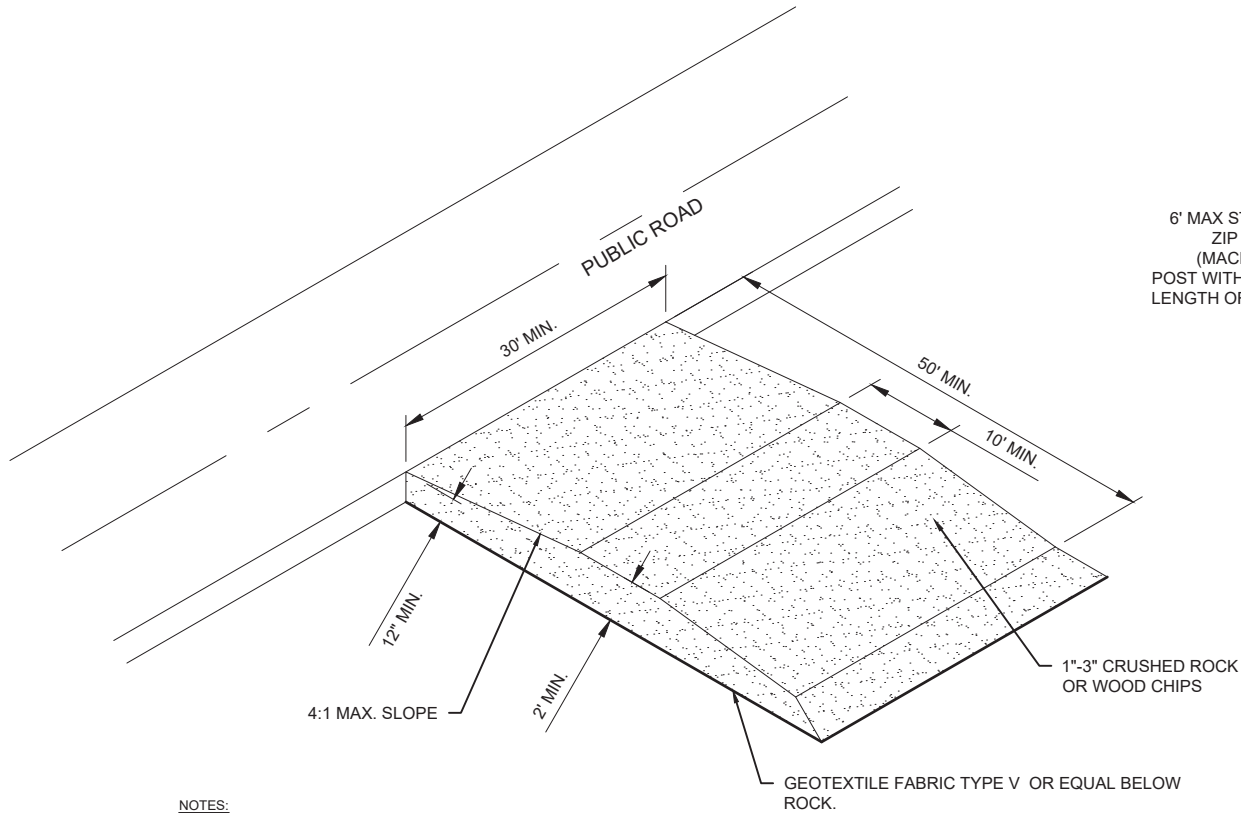 PUBLIC ROAD
6' MAX
ZIP
POST WITH
LENGTH
30' MIN.
50' MIN.
10' MIN.
12" MIN.
2' MIN.
4:1 MAX. SLOPE
1"-3" CRUSHED ROCK
OR WOOD CHIPS
GEOTEXTILE FABRIC TYPE V OR EQUAL BELOW
ROCK.
NOTES: